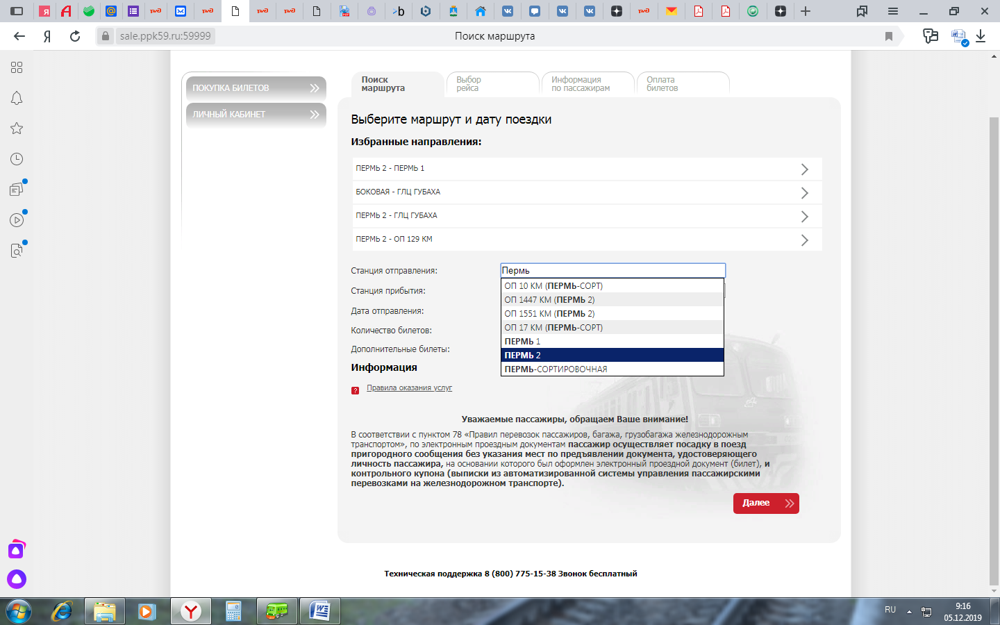 sale.ppk59.ru:59999
Поиск маршрута
ПОКУПКА БИЛЕТОВ
ЛИЧНЫЙ КАБИНЕТ
Поиск
маршрута
Выбор
рейса
Информация
по пассажирам
Оплата
билетов
Выберите маршрут и дату поездки
Избранные направления:
ПЕРМЬ 2 - ПЕРМЬ 1
БОКОВАЯ - ГЛЦ ГУБАХА
ПЕРМЬ 2 - ГЛЦ ГУБАХА
ПЕРМЬ 2 - ОП 129 КМ
Станция отправления:
Пермь
Станция прибытия:
Дата отправления:
Количество билетов:
Дополнительные билеты:
ОП 10 КМ (ПЕРМЬ-СОРТ)
ОП 1447 КМ (ПЕРМЬ 2)
ОП 1551 КМ (ПЕРМЬ 2)
ОП 17 КМ (ПЕРМЬ-СОРТ)
ПЕРМЬ 1
ПЕРМЬ 2
ПЕРМЬ-СОРТИРОВОЧНАЯ
Информация
? Правила оказания услуг
Уважаемые пассажиры, обращаем Ваше внимание!
В соответствии с пунктом 78 «Правил перевозок пассажиров, багажа, грузобагажа железнодорожным
транспортом», по электронным проездным документам пассажир осуществляет посадку в поезд
пригородного сообщения без указания мест по предъявлении документа, удостоверяющего
личность пассажира, на основании которого был оформлен электронный проездной документ (билет), и
контрольного купона (выписки из автоматизированной системы управления пассажирскими
перевозками на железнодорожном транспорте).
Далее
Техническая поддержка 8 (800) 775-15-38 Звонок бесплатный
RU
9:16
05.12.2019